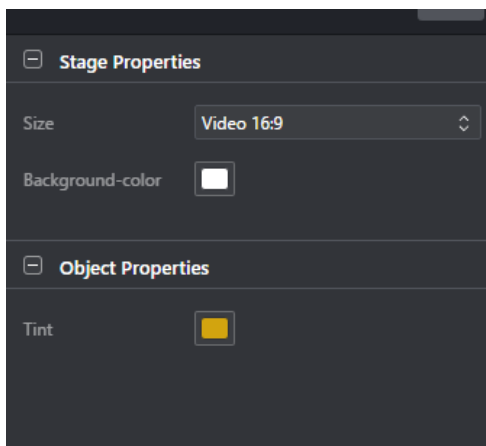 Stage Properties
Size Video 16:9
Background-color
Object Properties
Tint